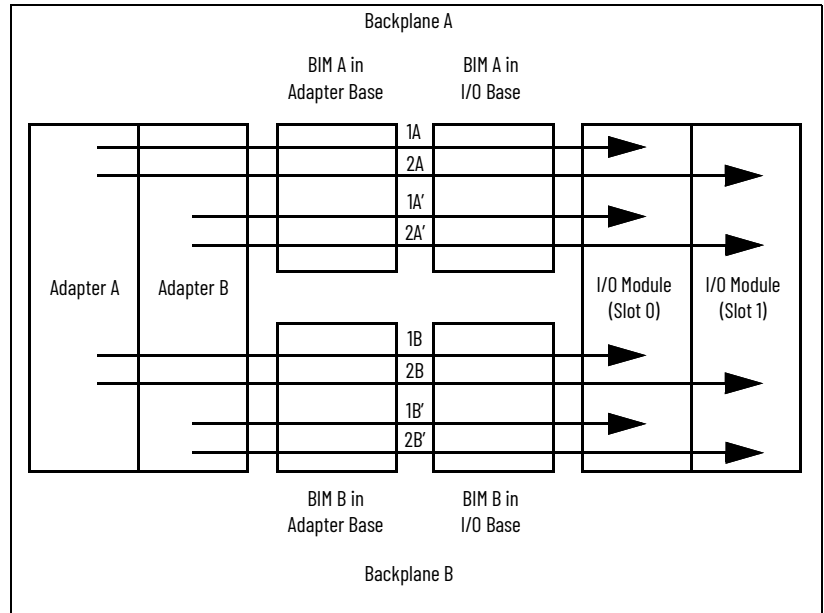 Backplane A
BIM A in
Adapter Base
BIM A in
I/O Base
1A
2A
1A′
2A′
Adapter A
Adapter B
I/O Module
(Slot 0)
I/O Module
(Slot 1)
1B
2B
1B′
2B′
BIM B in
Adapter Base
BIM B in
I/O Base
Backplane B